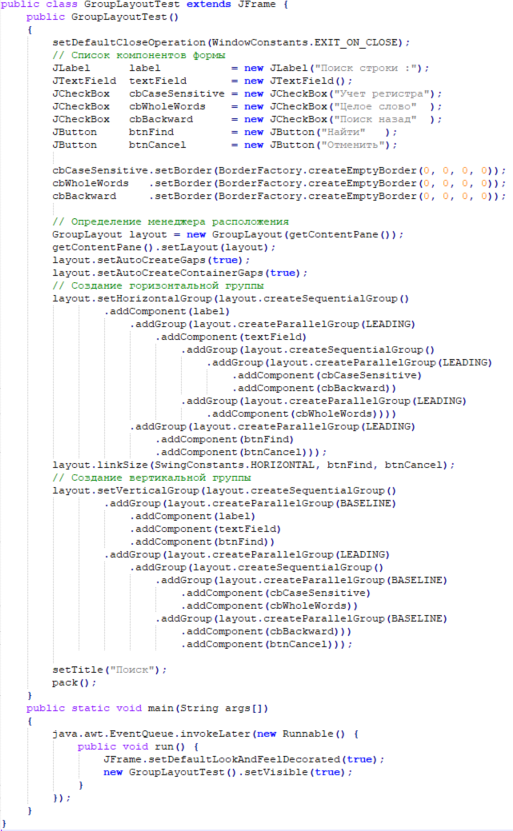 public class GroupLayoutTest extends JFrame {
    public GroupLayoutTest()
    {
        setDefaultCloseOperation(WindowConstants.EXIT_ON_CLOSE);
        // Список компонентов формы
        JLabel      label           = new JLabel("Поиск строки :");
        JTextField  textField       = new JTextField();
        JCheckBox   cbCaseSensitive = new JCheckBox("Учет регистра");
        JCheckBox   cbWholeWords    = new JCheckBox("Целое слово"  );
        JCheckBox   cbBackward      = new JCheckBox("Поиск назад"  );
        JButton     btnFind         = new JButton("Найти"   );
        JButton     btnCancel       = new JButton("Отменить");

        cbCaseSensitive.setBorder(BorderFactory.createEmptyBorder(0, 0, 0, 0));
        cbWholeWords   .setBorder(BorderFactory.createEmptyBorder(0, 0, 0, 0));
        cbBackward     .setBorder(BorderFactory.createEmptyBorder(0, 0, 0, 0));

        // Определение менеджера расположения
        GroupLayout layout = new GroupLayout(getContentPane());
        getContentPane().setLayout(layout);
        layout.setAutoCreateGaps(true);
        layout.setAutoCreateContainerGaps(true);
        // Создание горизонтальной группы
        layout.setHorizontalGroup(layout.createSequentialGroup()
                .addComponent(label)
                    .addGroup(layout.createParallelGroup(LEADING)
                        .addComponent(textField)
                            .addGroup(layout.createSequentialGroup()
                                .addGroup(layout.createParallelGroup(LEADING)
                                    .addComponent(cbCaseSensitive)
                                    .addComponent(cbBackward))
                            .addGroup(layout.createParallelGroup(LEADING)
                                .addComponent(cbWholeWords))))
                    .addGroup(layout.createParallelGroup(LEADING)
                        .addComponent(btnFind)
                        .addComponent(btnCancel)));
        layout.linkSize(SwingConstants.HORIZONTAL, btnFind, btnCancel);
        // Создание вертикальной группы
        layout.setVerticalGroup(layout.createSequentialGroup()
                .addGroup(layout.createParallelGroup(BASELINE)
                    .addComponent(label)
                    .addComponent(textField)
                    .addComponent(btnFind))
                .addGroup(layout.createParallelGroup(LEADING)
                    .addGroup(layout.createSequentialGroup()
                        .addGroup(layout.createParallelGroup(BASELINE)
                            .addComponent(cbCaseSensitive)
                            .addComponent(cbWholeWords))
                        .addGroup(layout.createParallelGroup(BASELINE)
                            .addComponent(cbBackward)))
                            .addComponent(btnCancel)));

        setTitle("Поиск");
        pack();
    }
    public static void main(String args[])
    {
        java.awt.EventQueue.invokeLater(new Runnable() {
            public void run() {
                JFrame.setDefaultLookAndFeelDecorated(true);
                new GroupLayoutTest().setVisible(true);
            }
        });
    }
}